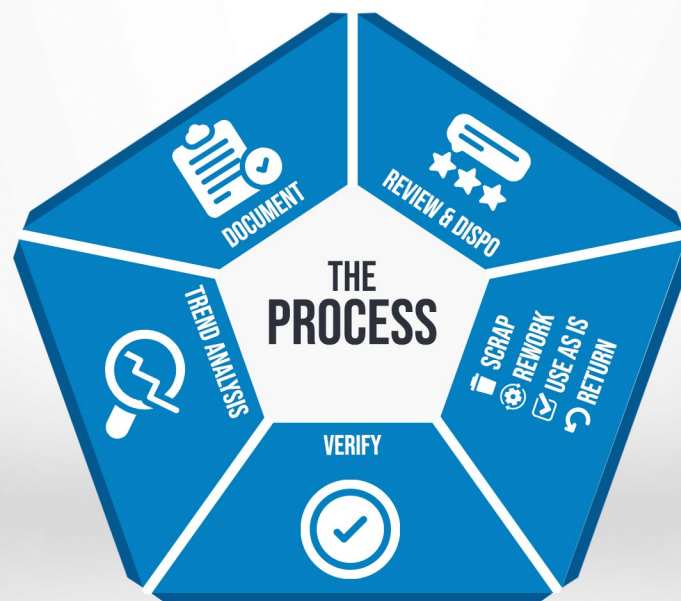 THE
PROCESS
DOCUMENT
REVIEW & DISPO
SCRAP
REWORK
USE AS IS
RETURN
VERIFY
TREND ANALYSIS